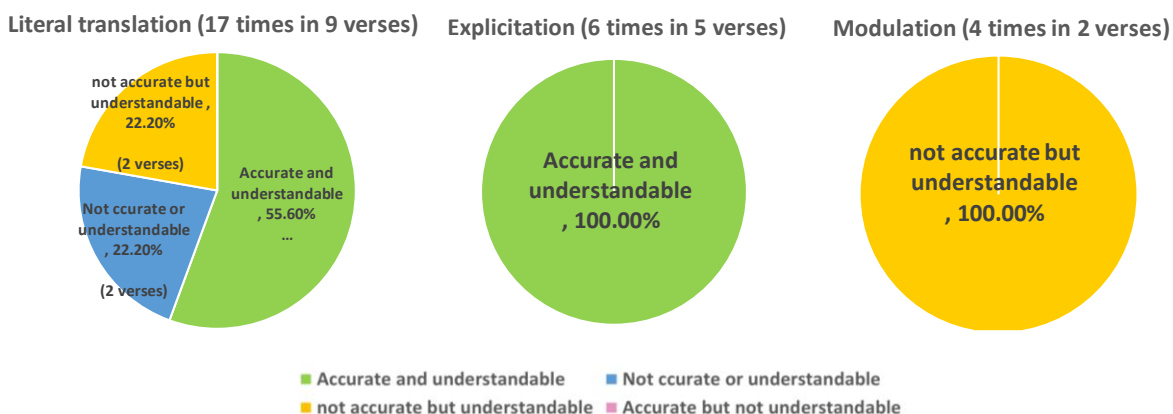 Literal translation (17 times in 9 verses)
Explicitation (6 times in 5 verses)
Modulation (4 times in 2 verses)
not accurate but
understandable ,
22.20%
(2 verses)
Accurate and
understandable
, 55.60%
...
Not ccurate or
understandable
, 22.20%
(2 verses)
Accurate and
understandable
, 100.00%
not accurate but
understandable
, 100.00%
Accurate and understandable
Not ccurate or understandable
not accurate but understandable
Accurate but not understandable